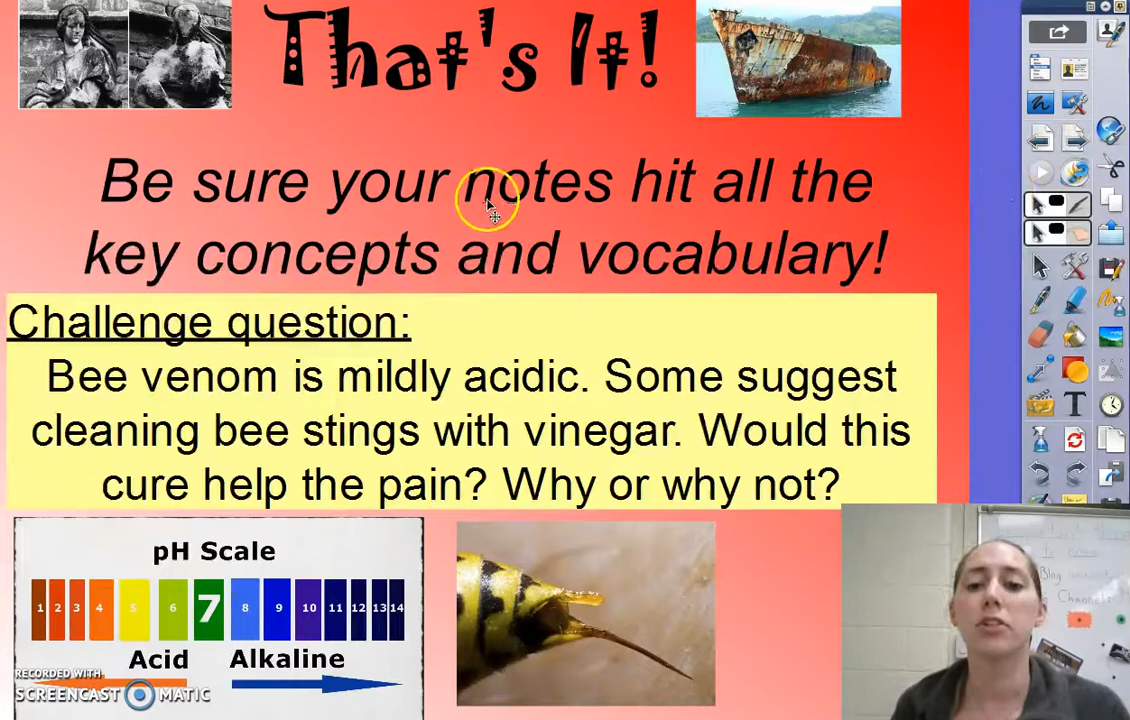 That's It!
Be sure your notes hit all the
key concepts and vocabulary!
Challenge question:
Bee venom is mildly acidic. Some suggest
cleaning bee stings with vinegar. Would this
cure help the pain? Why or why not?
pH Scale
1 2 3 4 5 6 7 8 9 10 11 12 13 14
Acid Alkaline
RECORDED WITH
SCREENCAST MATIC
Blog
Channel
T